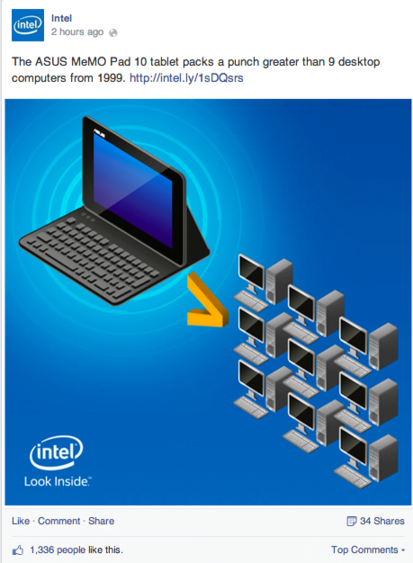 intel
Intel
2 hours ago
The ASUS MeMO Pad 10 tablet packs a punch greater than 9 desktop
computers from 1999. http://intel.ly/1sDQsrs
ASUS
intel
Look Inside.™
Like · Comment · Share
34 Shares
1,336 people like this.
Top Comments